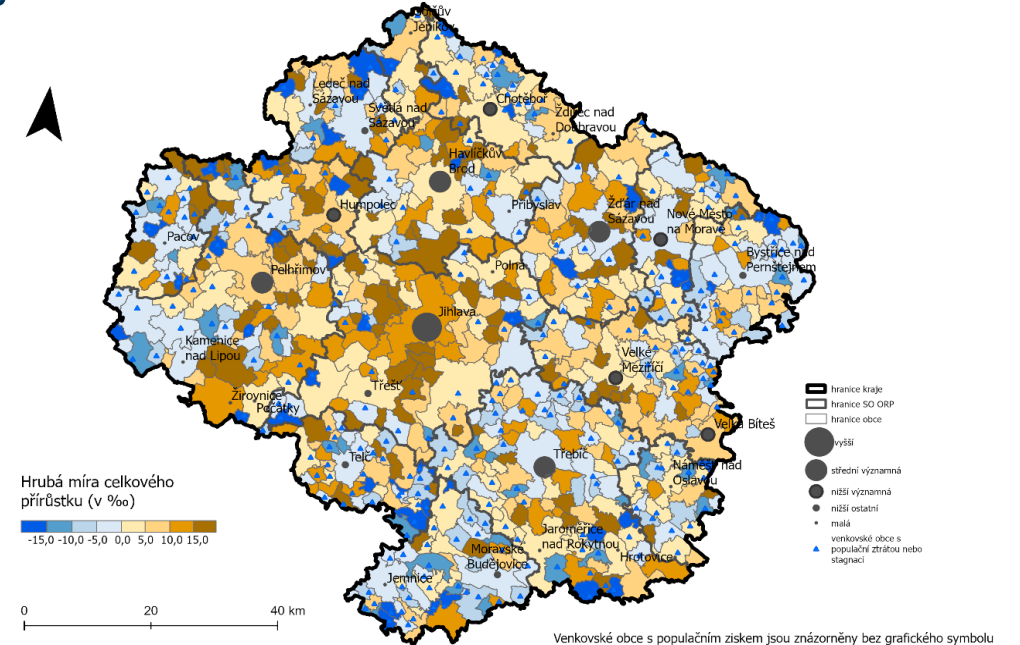 Jeníkov
Ledeč nad
Sázavou
Světlá nad
Sázavou
Chotěboř
Ždírec nad
Doubravou
Havlíčkův
Brod
Humpolec
Přibyslav
Žďár nad
Sázavou
Nové Město
na Moravě
Pacov
Bystřice nad
Pernštejnem
Pelhřimov
Polná
Jihlava
Kamenice
nad Lipou
Velké
Meziříčí
Třešť
Žirovnice
Počátky
Velká Bíteš
Telč
Třebíč
Náměšť nad
Oslavou
Jaroměřice
nad Rokytnou
Moravské
Budějovice
Hrotovice
Jemnice
hranice kraje
hranice SO ORP
hranice obce
vyšší
střední významná
nižší významná
nižší ostatní
malá
venkovské obce s
populační ztrátou nebo
stagnací
Hrubá míra celkového
přírůstku (v ‰)
-15,0 -10,0 -5,0 0,0 5,0 10,0 15,0
0 20 40 km
Venkovské obce s populačním ziskem jsou znázorněny bez grafického symbolu